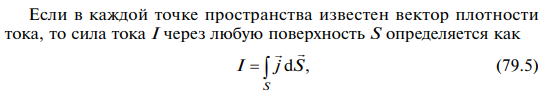 Если в каждой точке пространства известен вектор плотности
тока, то сила тока I через любую поверхность S определяется как
I = ∫_S j⃗ dS⃗, (79.5)